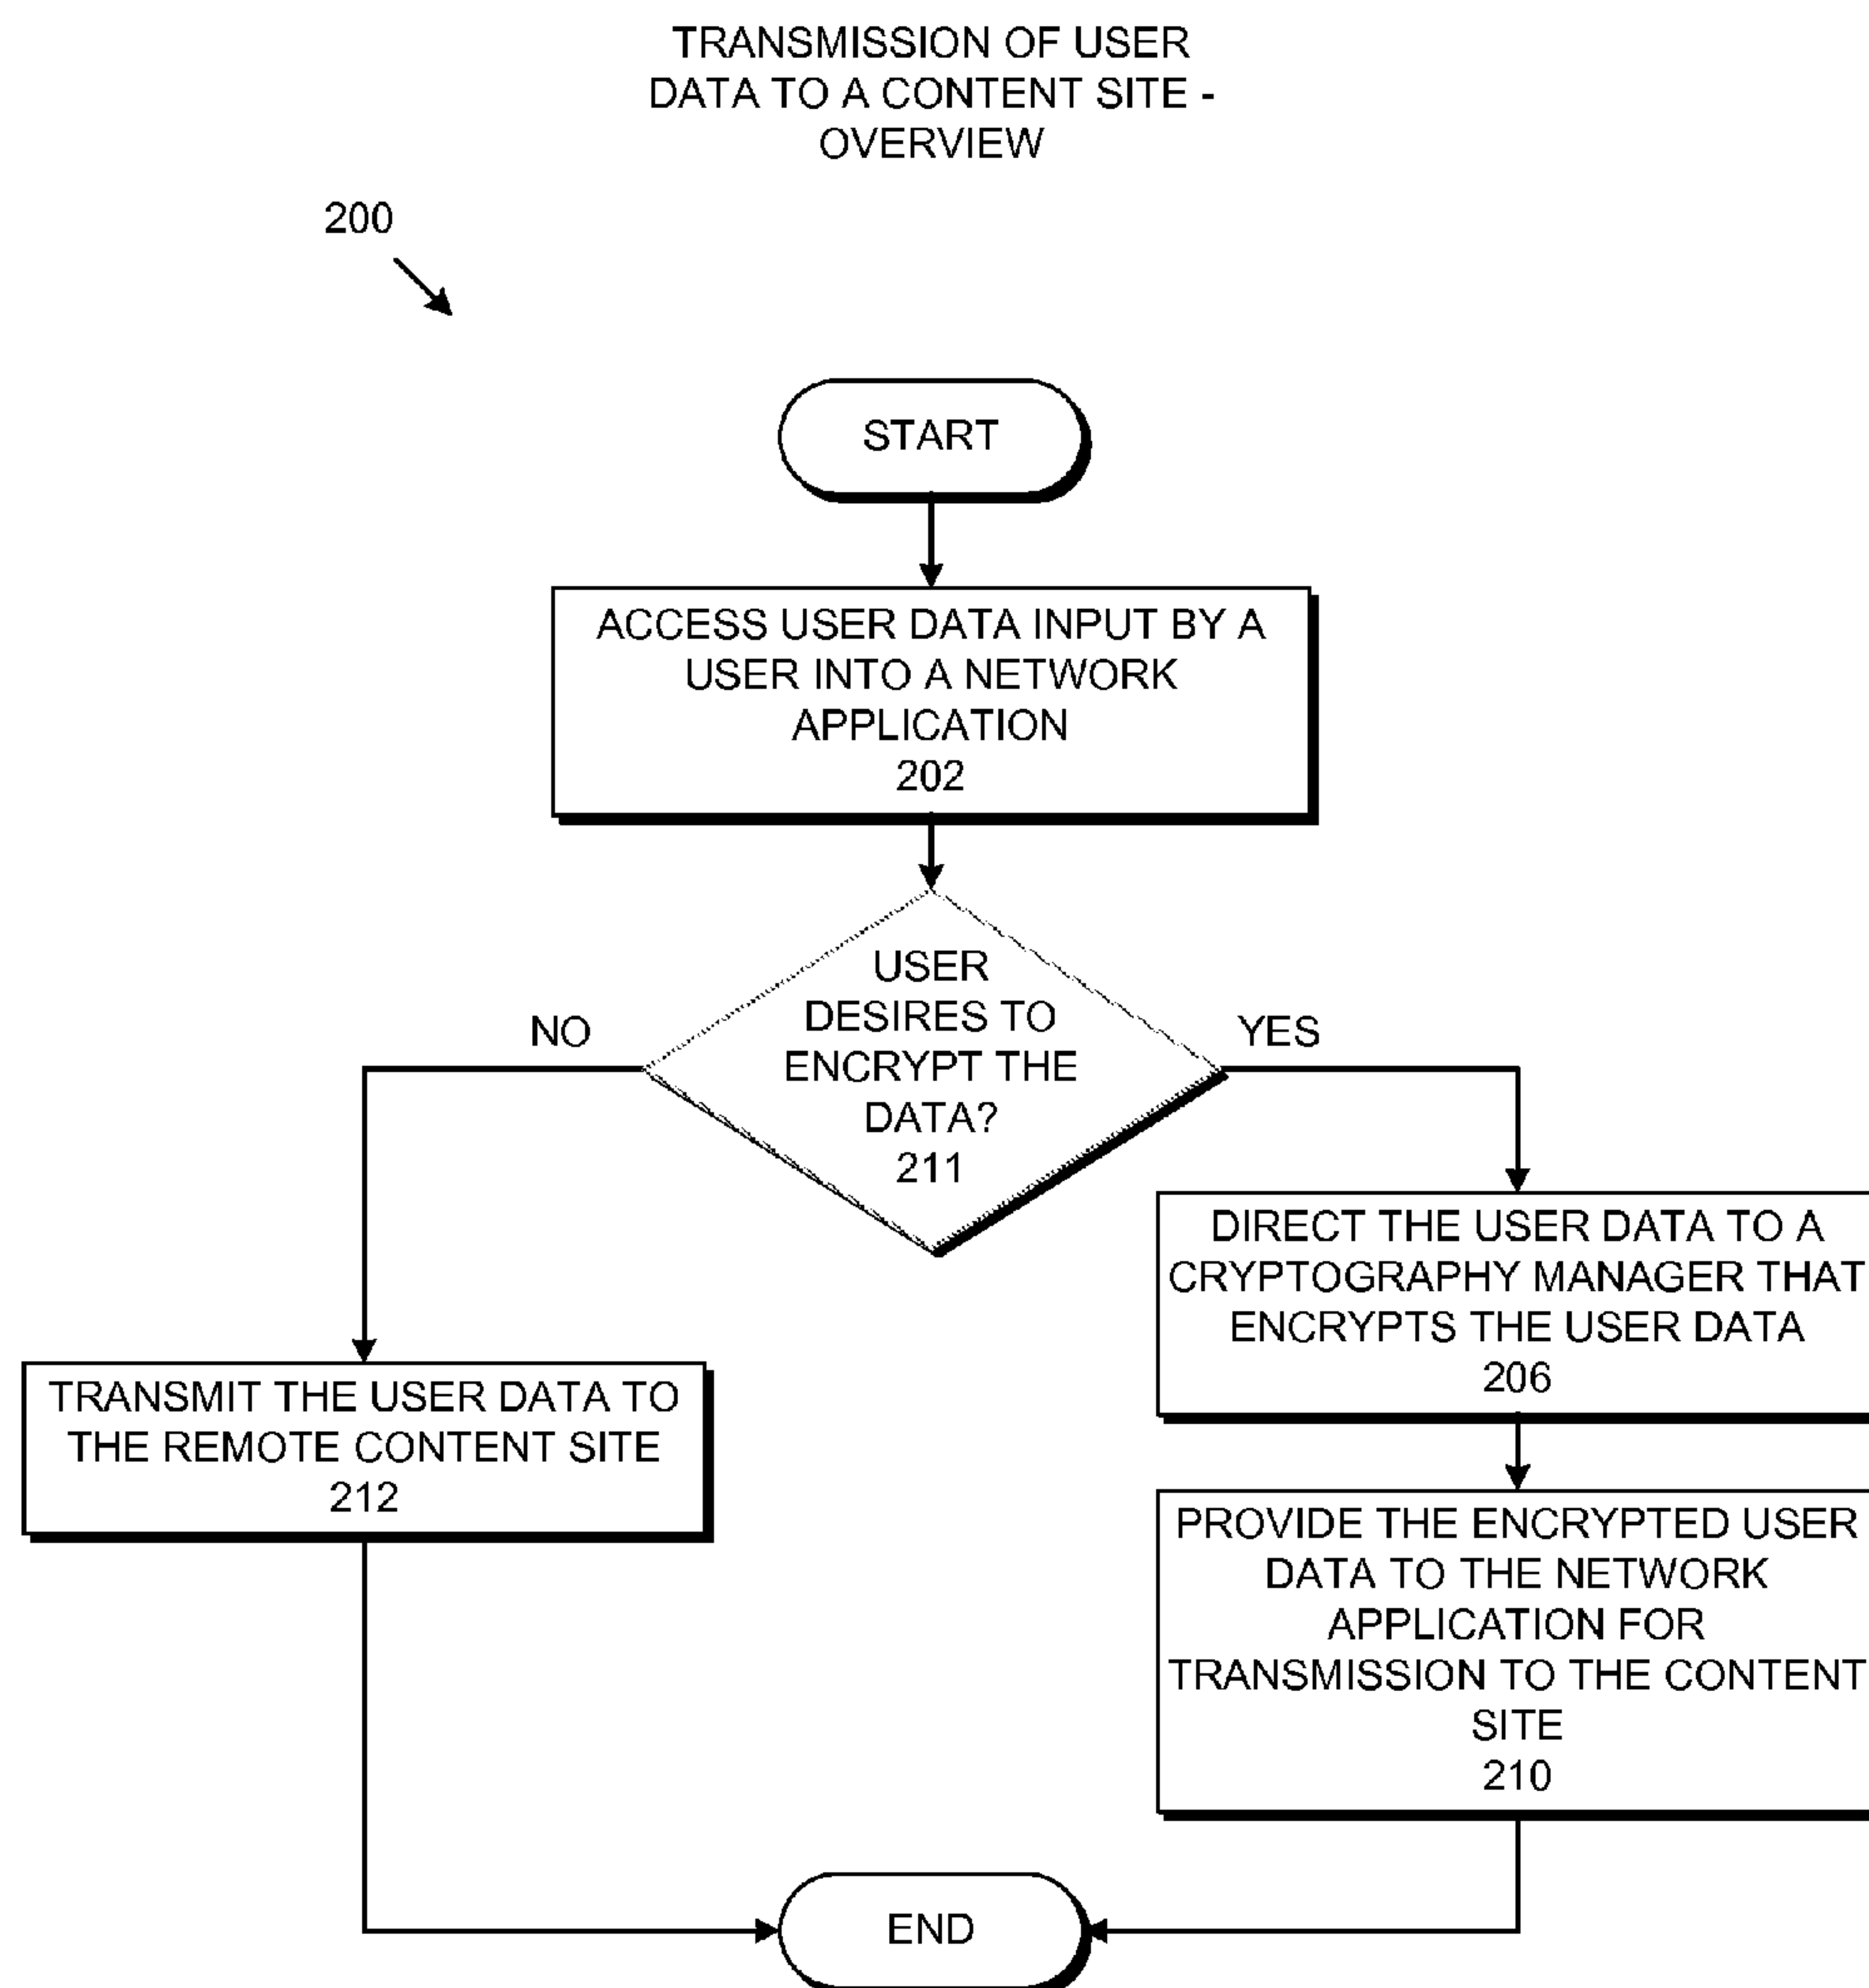 TRANSMISSION OF USER
DATA TO A CONTENT SITE -
OVERVIEW
200
START
ACCESS USER DATA INPUT BY A
USER INTO A NETWORK
APPLICATION
202
USER
DESIRES TO
ENCRYPT THE
DATA?
211
NO
YES
DIRECT THE USER DATA TO A
CRYPTOGRAPHY MANAGER THAT
ENCRYPTS THE USER DATA
206
TRANSMIT THE USER DATA TO
THE REMOTE CONTENT SITE
212
PROVIDE THE ENCRYPTED USER
DATA TO THE NETWORK
APPLICATION FOR
TRANSMISSION TO THE CONTENT
SITE
210
END